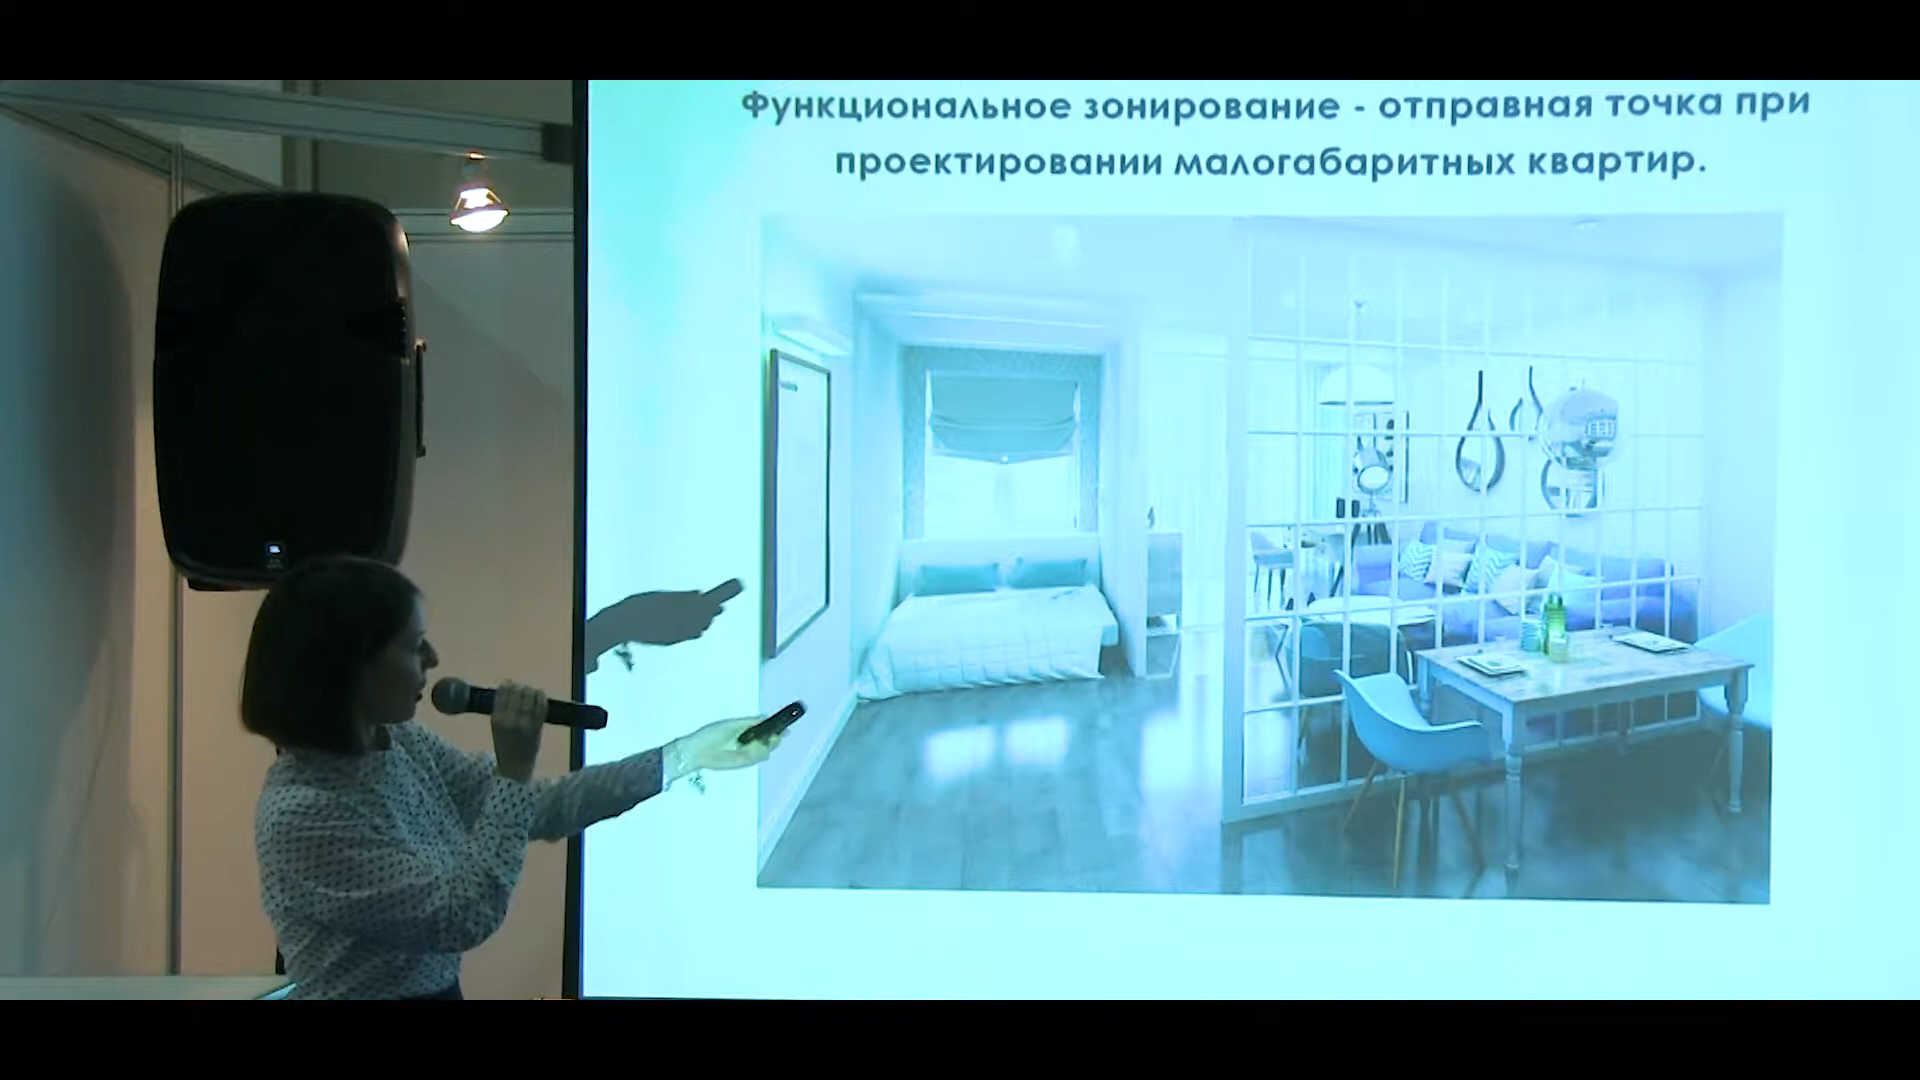 Функциональное зонирование - отправная точка при
проектировании малогабаритных квартир.